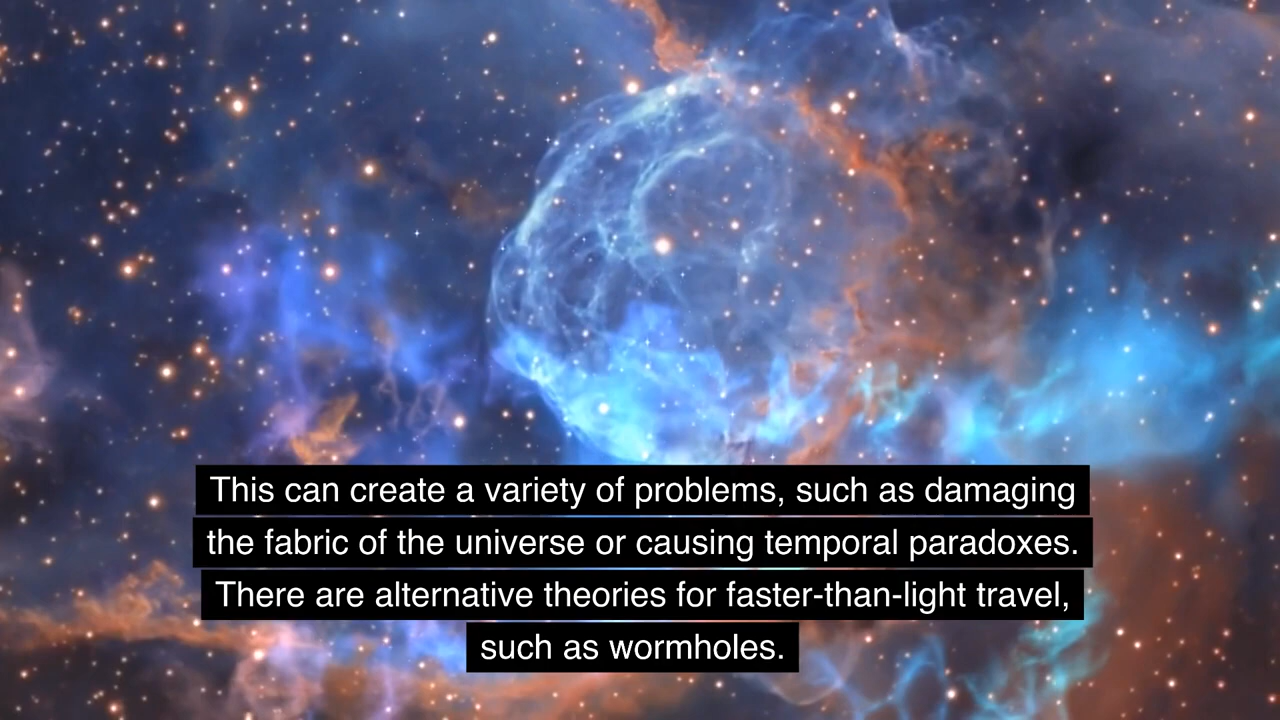 This can create a variety of problems, such as damaging
the fabric of the universe or causing temporal paradoxes.
There are alternative theories for faster-than-light travel,
such as wormholes.